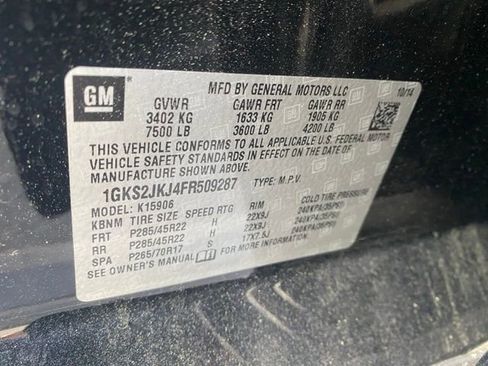 GM
MFD BY GENERAL MOTORS LLC
10/14
GVWR GAWR FRT GAWR RR
3402 KG 1633 KG 1905 KG
7500 LB 3600 LB 4200 LB
THIS VEHICLE CONFORMS TO ALL APPLICABLE U.S. FEDERAL MOTOR
VEHICLE SAFETY STANDARDS IN EFFECT ON THE DATE OF
MANUFACTURE SHOWN ABOVE.
1GKS2JKJ4FR509287 TYPE: M.P.V.
MODEL: K15906
KBNM TIRE SIZE SPEED RTG RIM
FRT P285/45R22 H 22X9J 240KPA(35PSI)
RR P285/45R22 H 22X9J 240KPA(35PSI)
SPA P265/70R17 S 17X7.5J 240KPA(35PSI)
SEE OWNER'S MANUAL FOR MORE INFORMATION.